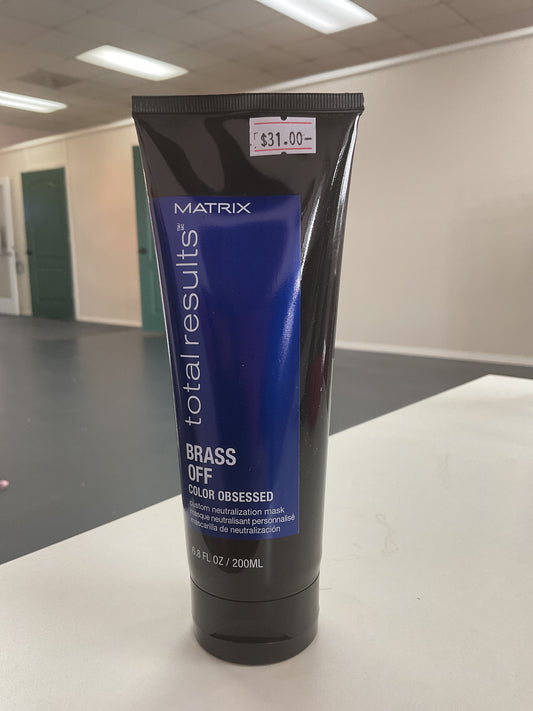 $31.00
MATRIX
total results™
BRASS
OFF
COLOR OBSESSED
custom neutralization mask
masque neutralisant personnalisé
mascarilla de neutralización
6.8 FL OZ / 200ML